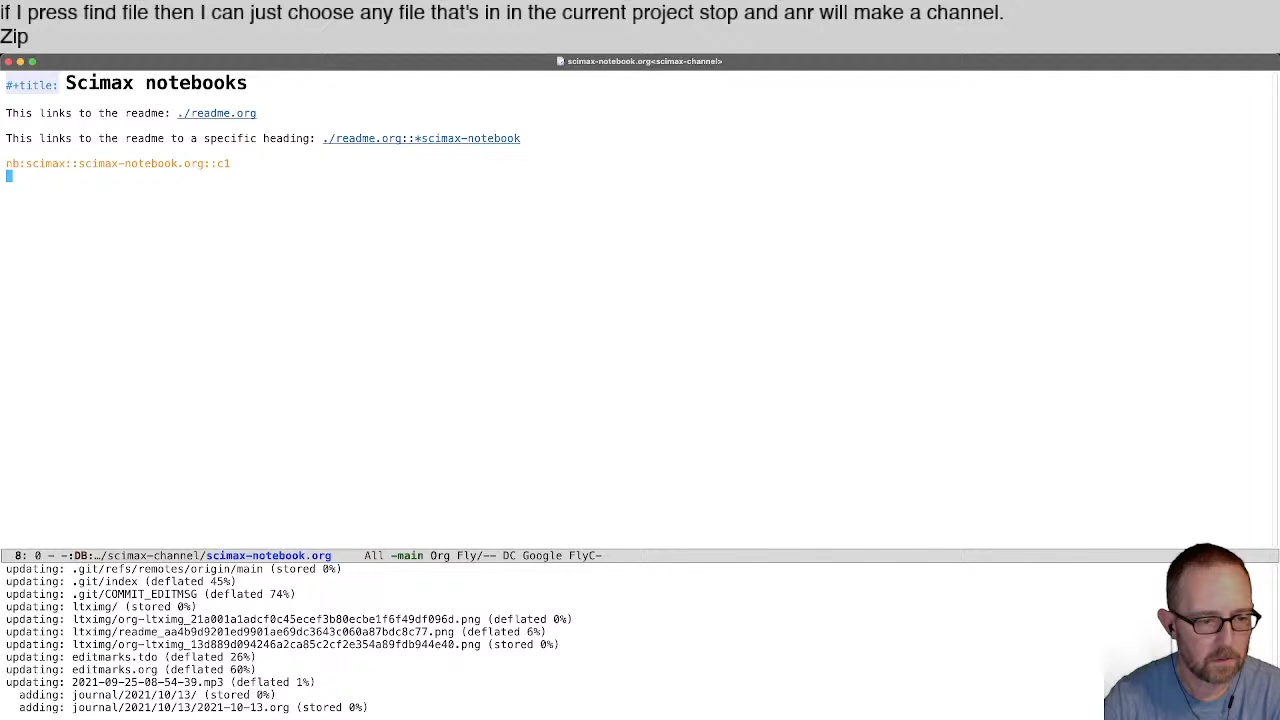 if I press find file then I can just choose any file that's in in the current project stop and anr will make a channel.
Zip
scimax-notebook.org<scimax-channel>
#+title: Scimax notebooks
This links to the readme: ./readme.org
This links to the readme to a specific heading: ./readme.org::*scimax-notebook
nb:scimax::scimax-notebook.org::c1
8: 0 - -:DB:…/scimax-channel/scimax-notebook.org All -main Org Fly/-- DC Google FlyC-
updating: .git/refs/remotes/origin/main (stored 0%)
updating: .git/index (deflated 45%)
updating: .git/COMMIT_EDITMSG (deflated 74%)
updating: ltximg/ (stored 0%)
updating: ltximg/org-ltximg_21a001a1adcf0c45ecef3b80ecbe1f6f49df096d.png (deflated 0%)
updating: ltximg/readme_aa4b9d9201ed9901ae69dc3643c060a87bdc8c77.png (deflated 6%)
updating: ltximg/org-ltximg_13d889d094246a2ca85c2cf2e354a89fdb944e40.png (stored 0%)
updating: editmarks.tdo (deflated 26%)
updating: editmarks.org (deflated 60%)
updating: 2021-09-25-08-54-39.mp3 (deflated 1%)
adding: journal/2021/10/13/ (stored 0%)
adding: journal/2021/10/13/2021-10-13.org (stored 0%)